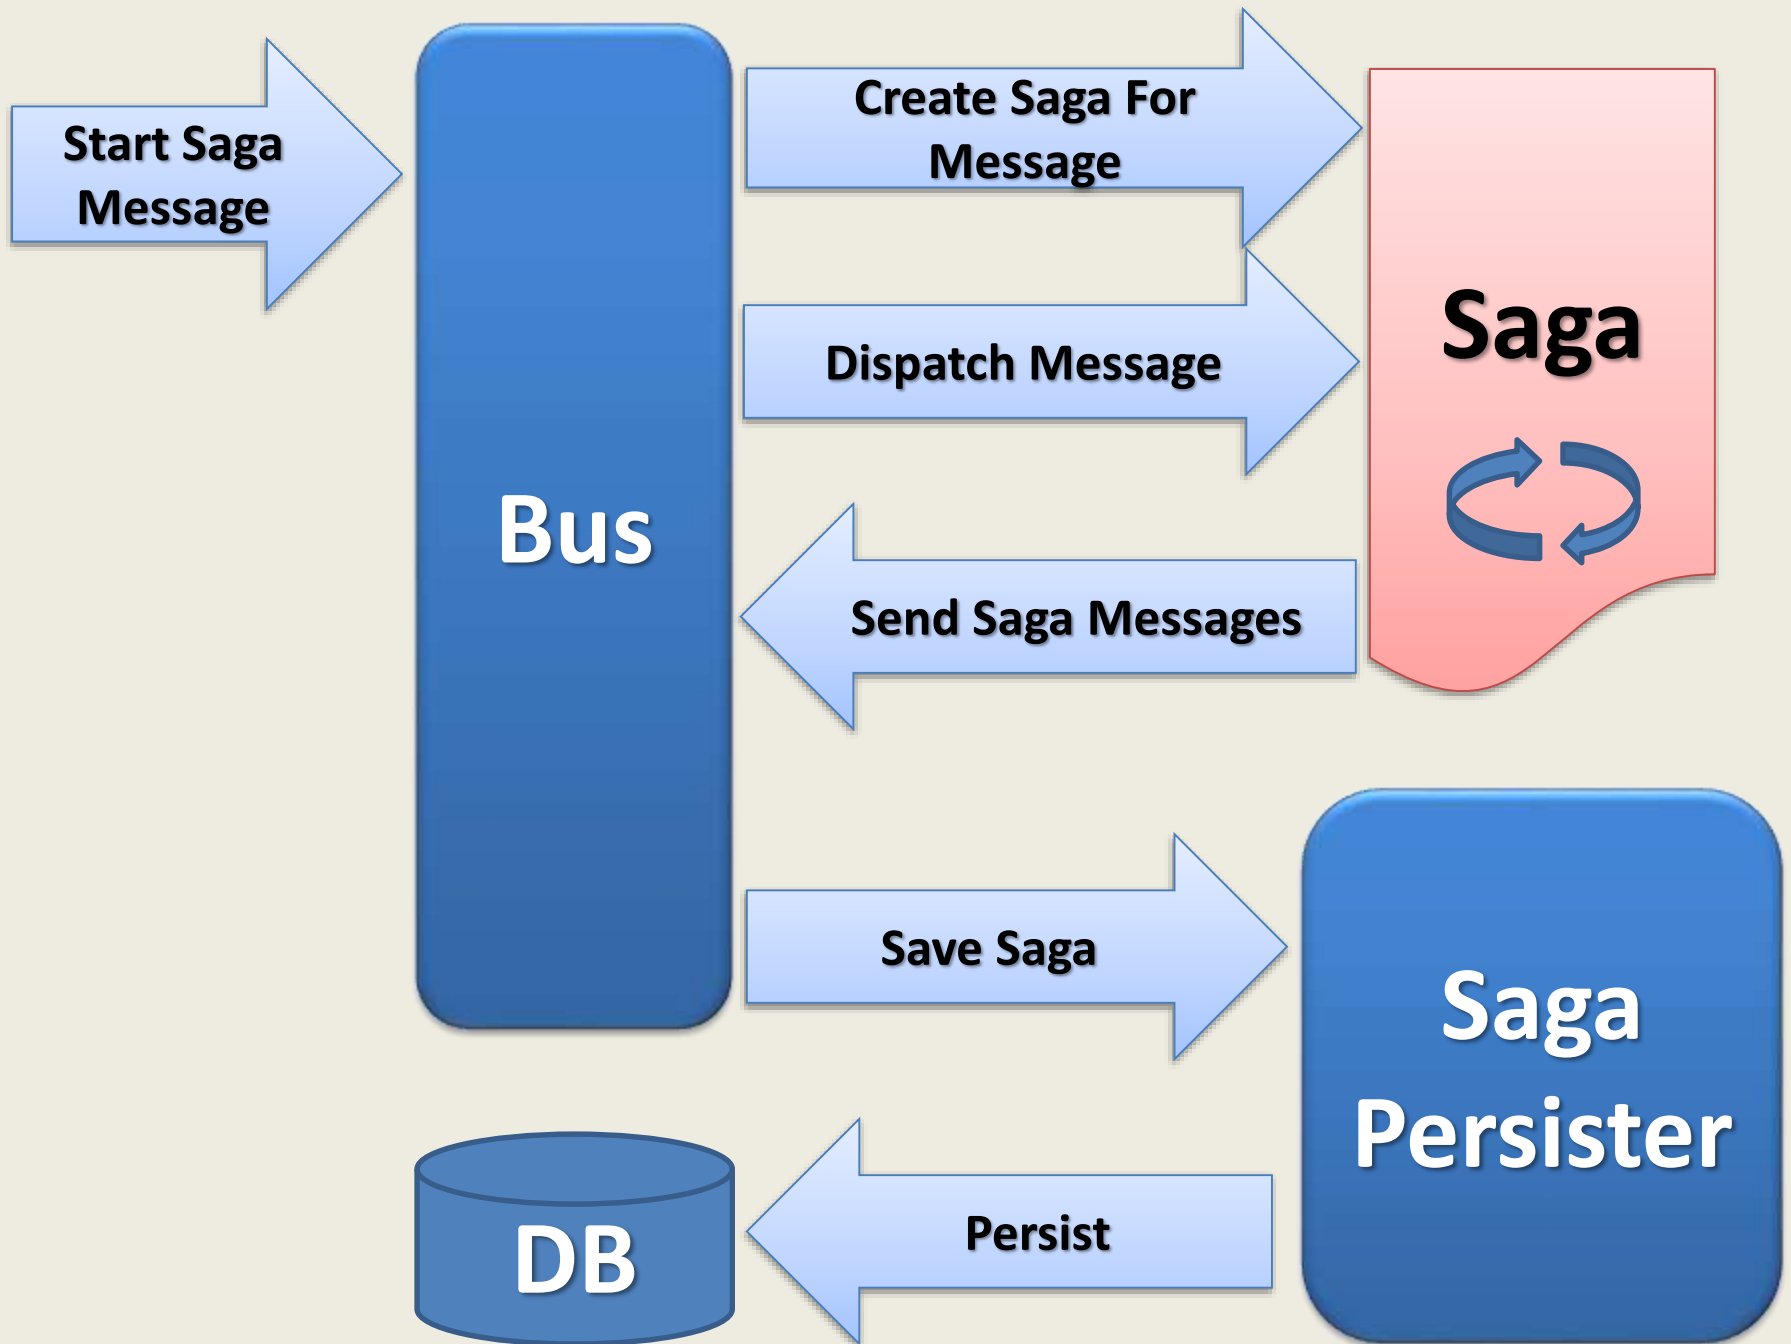 Start Saga
Message
Bus
Create Saga For
Message
Dispatch Message
Send Saga Messages
Saga
Save Saga
Saga
Persister
Persist
DB